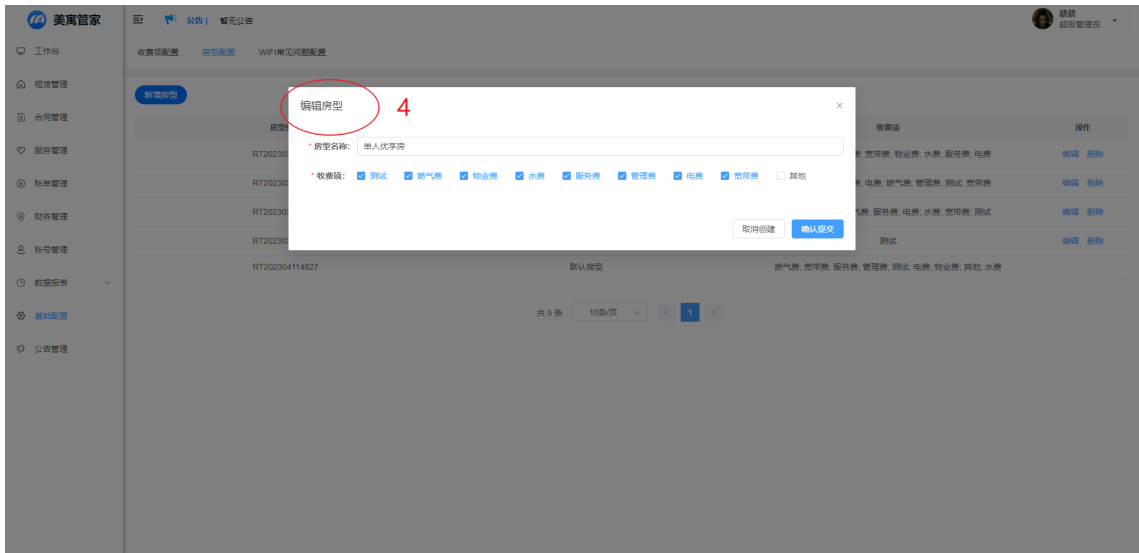 美寓管家
公告 | 暂无公告
蔚蔚
超级管理员
工作台
租赁管理
合同管理
服务管理
账单管理
财务管理
账号管理
数据报表
基础配置
公告管理
收费项配置 房型配置 WIFI常见问题配置
新增房型
收费项 操作
RT20230 费; 宽带费; 物业费; 水费; 服务费; 电费 编辑 删除
RT20230 费; 电费; 燃气费; 管理费; 测试; 宽带费 编辑 删除
RT20230 气费; 服务费; 电费; 水费; 宽带费; 测试 编辑 删除
RT20230 测试 编辑 删除
RT202304114827 默认房型 燃气费; 宽带费; 服务费; 管理费; 测试; 电费; 物业费; 其他; 水费
共 5 条 10条/页 < 1 >
编辑房型 4 ×
* 房型名称: 单人优享房
* 收费项: 测试 燃气费 物业费 水费 服务费 管理费 电费 宽带费 其他
取消创建 确认提交